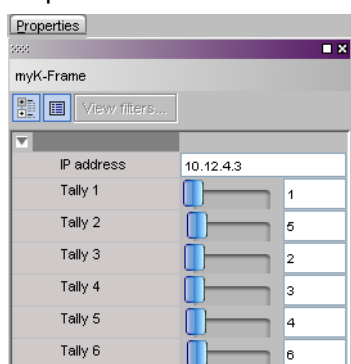 Properties
myK-Frame
View filters...
IP address 10.12.4.3
Tally 1 1
Tally 2 5
Tally 3 2
Tally 4 3
Tally 5 4
Tally 6 6